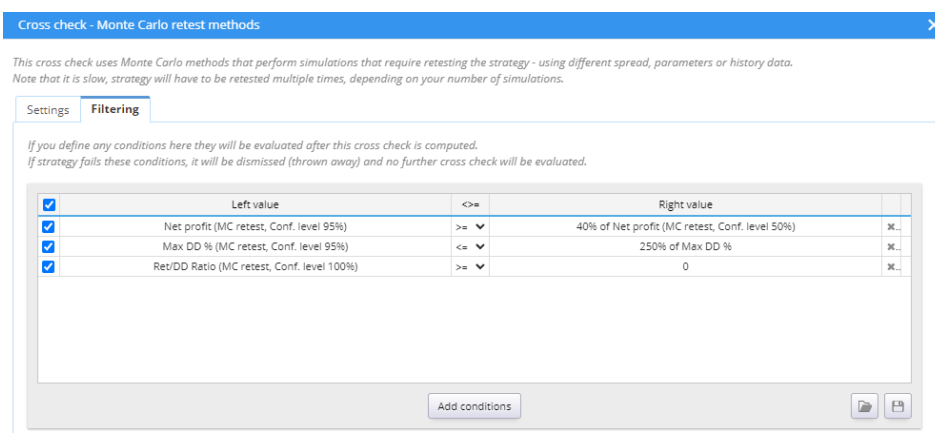 Cross check - Monte Carlo retest methods
This cross check uses Monte Carlo methods that perform simulations that require retesting the strategy - using different spread, parameters or history data.
Note that it is slow, strategy will have to be retested multiple times, depending on your number of simulations.
Settings Filtering
If you define any conditions here they will be evaluated after this cross check is computed.
If strategy fails these conditions, it will be dismissed (thrown away) and no further cross check will be evaluated.
Left value <>= Right value
Net profit (MC retest, Conf. level 95%) >= 40% of Net profit (MC retest, Conf. level 50%)
Max DD % (MC retest, Conf. level 95%) <= 250% of Max DD %
Ret/DD Ratio (MC retest, Conf. level 100%) >= 0
Add conditions